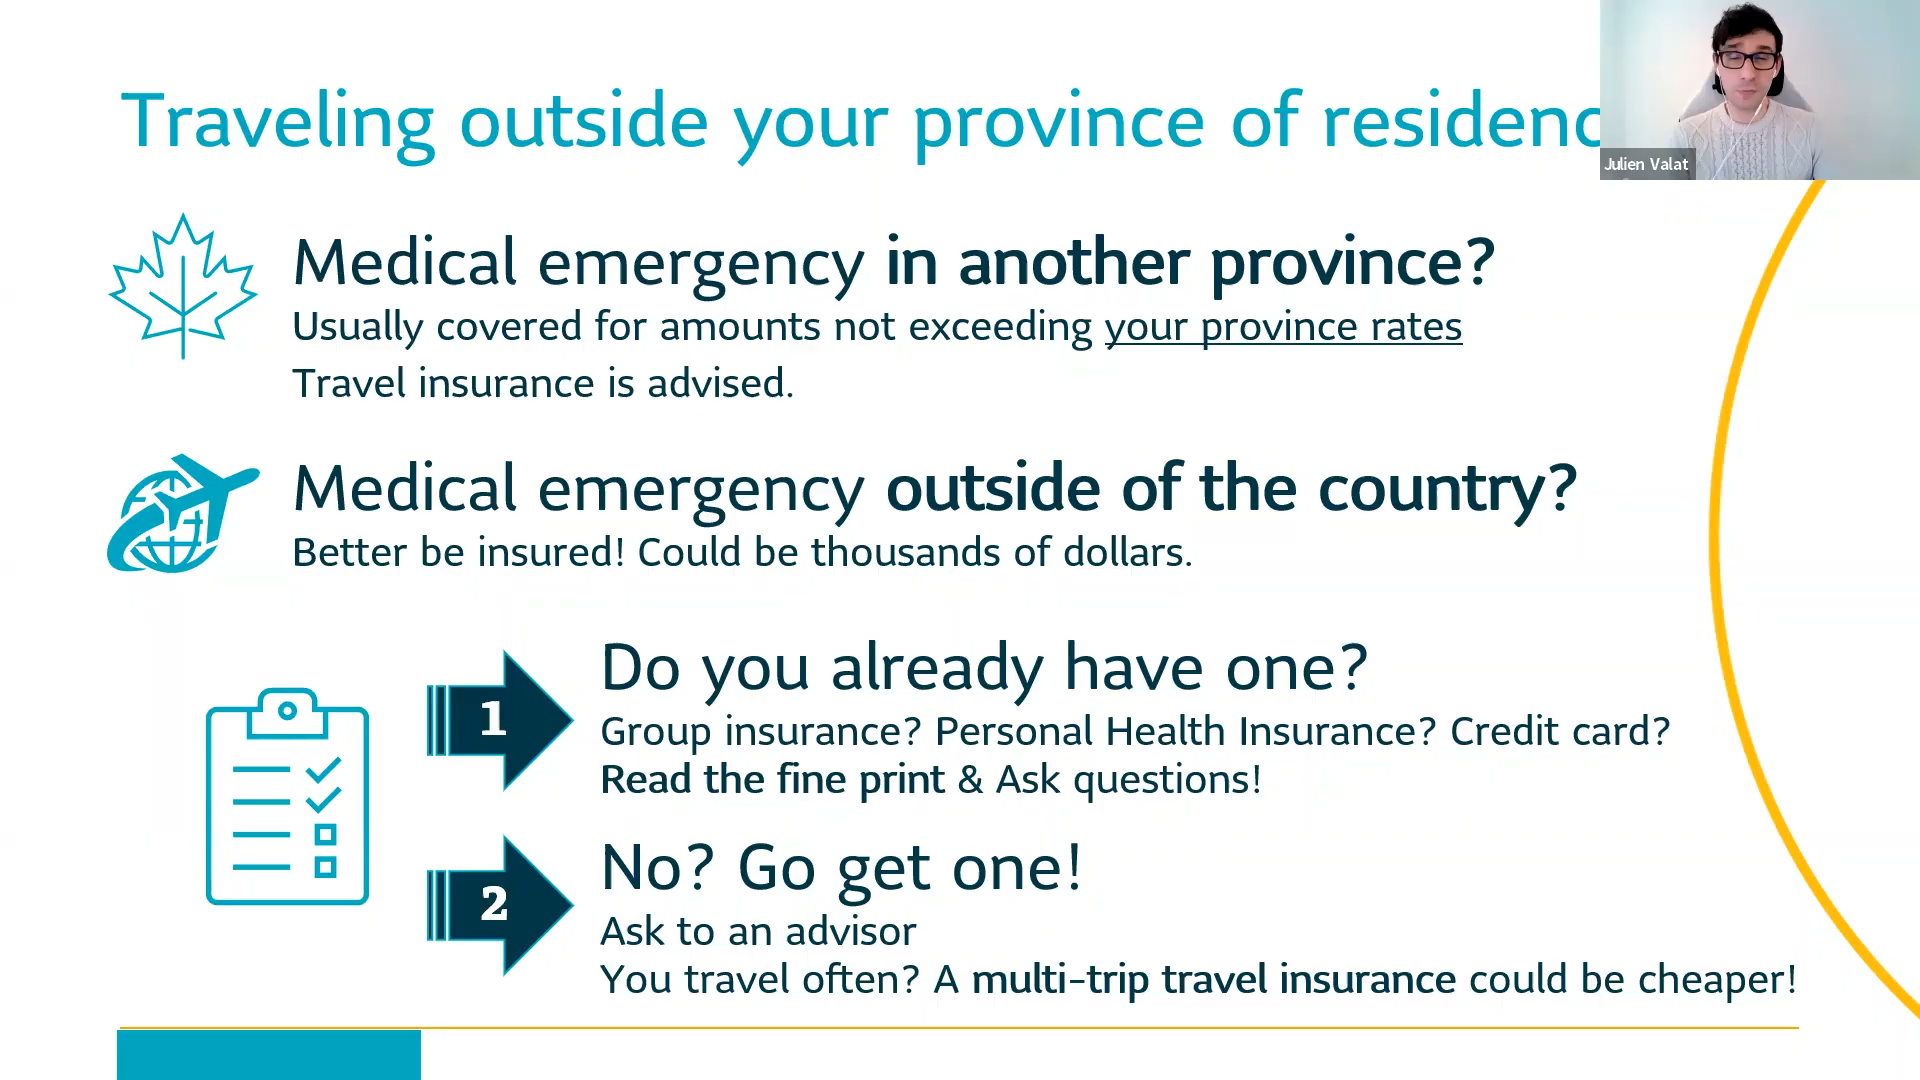 Traveling outside your province of residenc
Julien Valat
Medical emergency in another province?
Usually covered for amounts not exceeding your province rates
Travel insurance is advised.
Medical emergency outside of the country?
Better be insured! Could be thousands of dollars.
1
Do you already have one?
Group insurance? Personal Health Insurance? Credit card?
Read the fine print & Ask questions!
2
No? Go get one!
Ask to an advisor
You travel often? A multi-trip travel insurance could be cheaper!